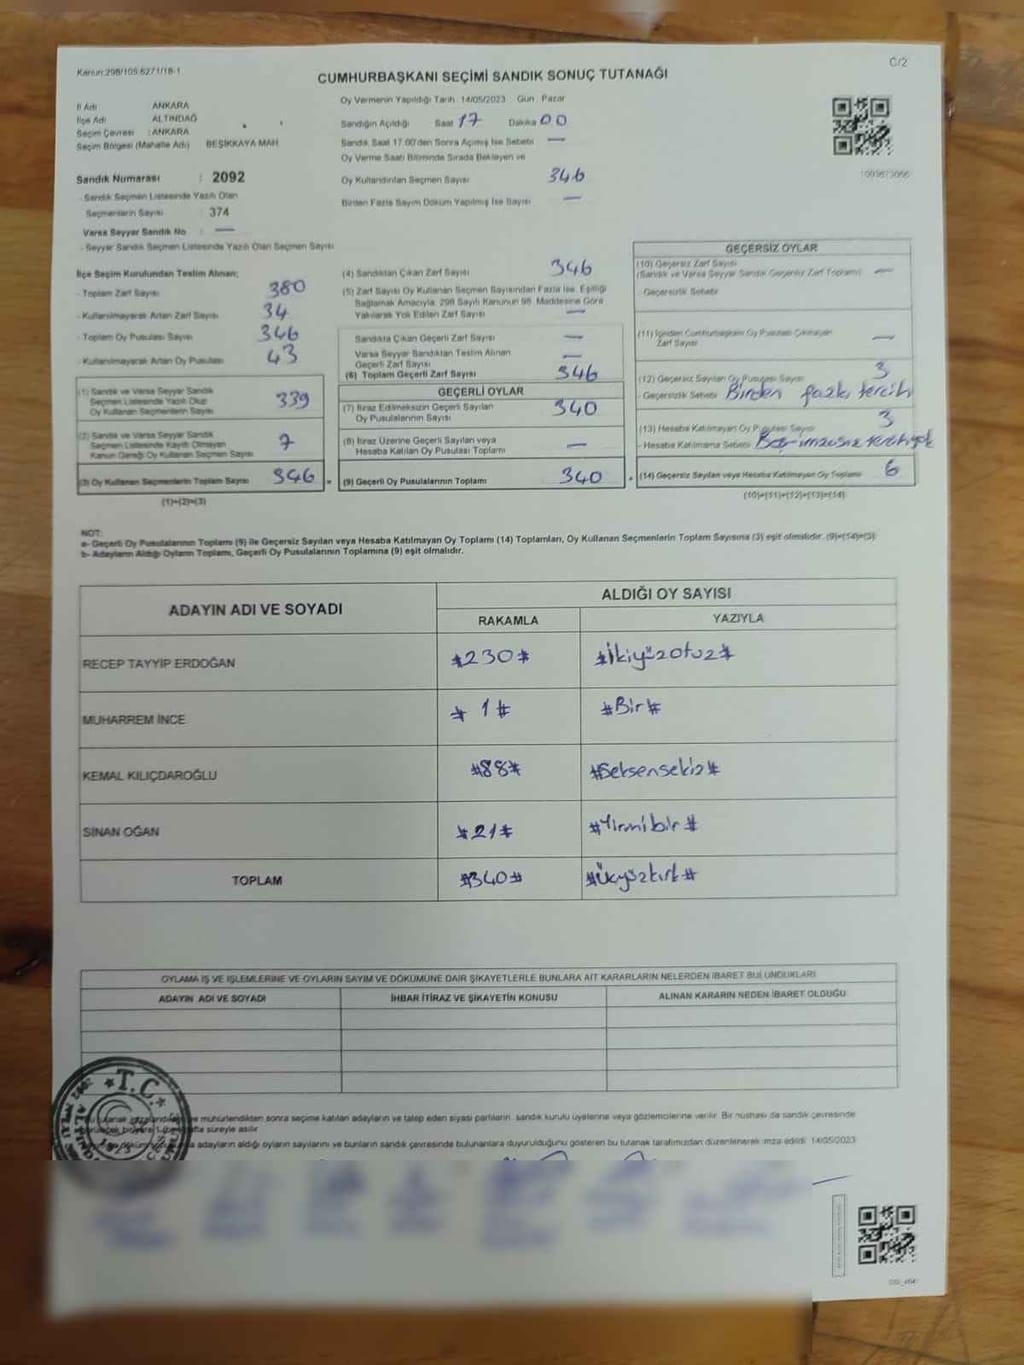 Kanun:298/105 6271/18-1
C/2
CUMHURBAŞKANI SEÇİMİ SANDIK SONUÇ TUTANAĞI
İl Adı ANKARA
İlçe Adı ALTINDAĞ
Seçim Çevresi : ANKARA
Seçim Bölgesi (Mahalle Adı) BEŞİKKAYA MAH
Sandık Numarası : 2092
- Sandık Seçmen Listesinde Yazılı Olan
Seçmenlerin Sayısı : 374
Varsa Seyyar Sandık No : —
- Seyyar Sandık Seçmen Listesinde Yazılı Olan Seçmen Sayısı
Oy Vermenin Yapıldığı Tarih : 14/05/2023 Gün : Pazar
Sandığın Açıldığı Saat 17 Dakika 00
Sandık Saat 17:00'den Sonra Açılmış İse Sebebi —
Oy Verme Saati Bitiminde Sırada Bekleyen ve
Oy Kullandırılan Seçmen Sayısı 346
Birden Fazla Sayım Döküm Yapılmış İse Sayısı —
İlçe Seçim Kurulundan Teslim Alınan;
- Toplam Zarf Sayısı 380
- Kullanılmayarak Artan Zarf Sayısı 34
- Toplam Oy Pusulası Sayısı 346
- Kullanılmayarak Artan Oy Pusulası 43
(1) Sandık ve Varsa Seyyar Sandık
Seçmen Listesinde Yazılı Olup
Oy Kullanan Seçmenlerin Sayısı 339
(2) Sandık ve Varsa Seyyar Sandık
Seçmen Listesinde Kayıtlı Olmayan
Kanun Gereği Oy Kullanan Seçmen Sayısı 7
(3) Oy Kullanan Seçmenlerin Toplam Sayısı 346
(1)+(2)=(3)
(4) Sandıktan Çıkan Zarf Sayısı 346
(5) Zarf Sayısı Oy Kullanan Seçmen Sayısından Fazla İse, Eşitliği
Sağlamak Amacıyla, 298 Sayılı Kanunun 98. Maddesine Göre
Yakılarak Yok Edilen Zarf Sayısı —
Sandıkta Çıkan Geçerli Zarf Sayısı —
Varsa Seyyar Sandıktan Teslim Alınan
Geçerli Zarf Sayısı —
(6) Toplam Geçerli Zarf Sayısı 346
GEÇERLİ OYLAR
(7) İtiraz Edilmeksizin Geçerli Sayılan
Oy Pusulalarının Sayısı 340
(8) İtiraz Üzerine Geçerli Sayılan veya
Hesaba Katılan Oy Pusulası Toplamı —
(9) Geçerli Oy Pusulalarının Toplamı 340
GEÇERSİZ OYLAR
(10) Geçersiz Zarf Sayısı
(Sandık ve Varsa Seyyar Sandık Geçersiz Zarf Toplamı) —
- Geçersizlik Sebebi
(11) İçinden Cumhurbaşkanı Oy Pusulası Çıkmayan
Zarf Sayısı —
(12) Geçersiz Sayılan Oy Pusulası Sayısı 3
- Geçersizlik Sebebi Birden fazla tercih
(13) Hesaba Katılmayan Oy Pusulası Sayısı 3
- Hesaba Katılmama Sebebi
(14) Geçersiz Sayılan veya Hesaba Katılmayan Oy Toplamı 6
(10)+(11)+(12)+(13)=(14)
NOT:
a- Geçerli Oy Pusulalarının Toplamı (9) ile Geçersiz Sayılan veya Hesaba Katılmayan Oy Toplamı (14) Toplamları, Oy Kullanan Seçmenlerin Toplam Sayısına (3) eşit olmalıdır. (9)+(14)=(3)
b- Adayların Aldığı Oyların Toplamı, Geçerli Oy Pusulalarının Toplamına (9) eşit olmalıdır.
ADAYIN ADI VE SOYADI
ALDIĞI OY SAYISI
RAKAMLA YAZIYLA
RECEP TAYYİP ERDOĞAN #230# #İkiyüzotuz#
MUHARREM İNCE # 1# #Bir#
KEMAL KILIÇDAROĞLU #88# #Seksensekiz#
SİNAN OĞAN #21# #Yirmibir#
TOPLAM #340# #Üçyüzkırk#
OYLAMA İŞ VE İŞLEMLERİNE VE OYLARIN SAYIM VE DÖKÜMÜNE DAİR ŞİKAYETLERLE BUNLARA AİT KARARLARIN NELERDEN İBARET BULUNDUKLARI
ADAYIN ADI VE SOYADI İHBAR İTİRAZ VE ŞİKAYETİN KONUSU ALINAN KARARIN NEDEN İBARET OLDUĞU
mühürlendikten sonra seçime katılan adayların ve talep eden siyasi partilerin, sandık kurulu üyelerine veya gözlemcilerine verilir. Bir nüshası da sandık çevresinde
süreyle asılır
adayların aldığı oyların sayılarını ve bunların sandık çevresinde bulunanlara duyurulduğunu gösteren bu tutanak tarafımızdan düzenlenerek imza edildi. 14/05/2023
T.C.